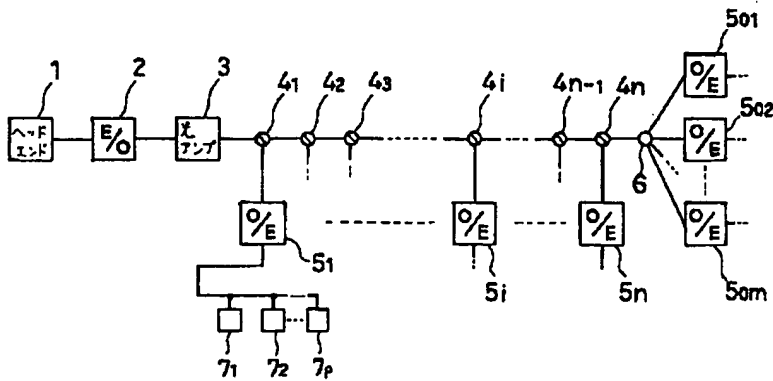 1
2
3
4₁
4₂
4₃
4i
4n-1
4n
5₀₁
ヘッド
エンド
E/O
光
アンプ
O/E
5₀₂
O/E
6
O/E
5₁
O/E
5i
O/E
5n
O/E
5₀m
7₁
7₂
7p